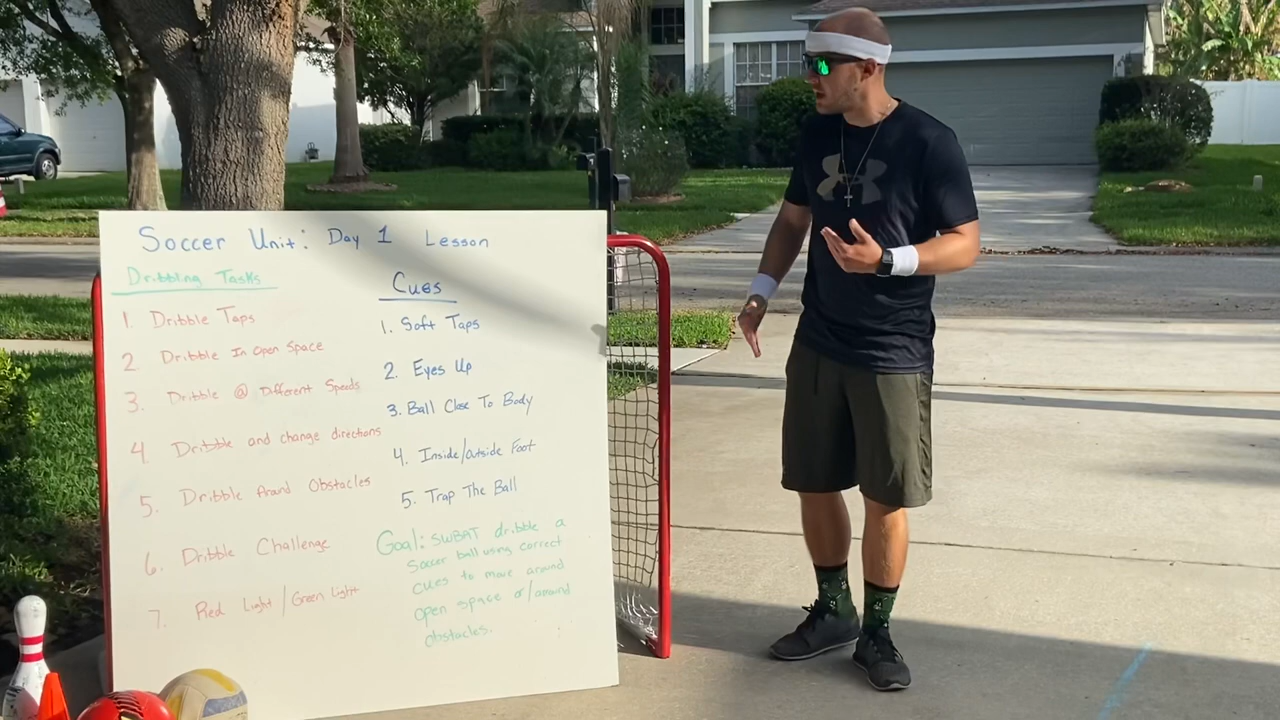 Soccer Unit: Day 1 Lesson
Dribbling Tasks
1. Dribble Taps
2 Dribble In Open Space
3. Dribble @ Different Speeds
4 Dribble and change directions
5. Dribble Around Obstacles
6. Dribble Challenge
7. Red Light/Green Light
Cues
1. Soft Taps
2. Eyes Up
3. Ball Close To Body
4. Inside/Outside Foot
5. Trap The Ball
Goal: SWBAT dribble a
soccer ball using correct
cues to move around
open space or/around
obstacles.